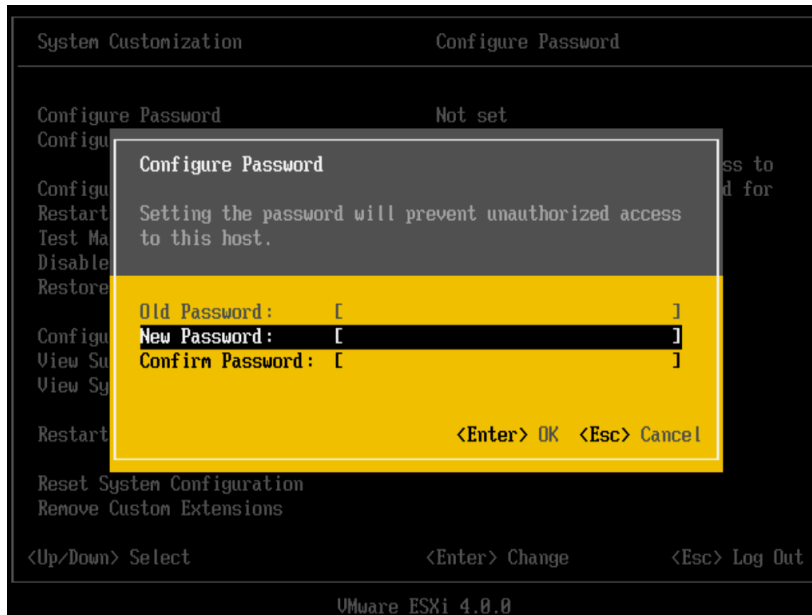 System Customization Configure Password
Configure Password Not set
Configu
Configure Password
ss to
Configu
d for
Setting the password will prevent unauthorized access
Restart
to this host.
Test Ma
Disable
Restore
Old Password: [ ]
New Password: [ ]
Configu
Confirm Password: [ ]
View Su
View Sy
<Enter> OK <Esc> Cancel
Restart
Reset System Configuration
Remove Custom Extensions
<Up/Down> Select <Enter> Change <Esc> Log Out
VMware ESXi 4.0.0